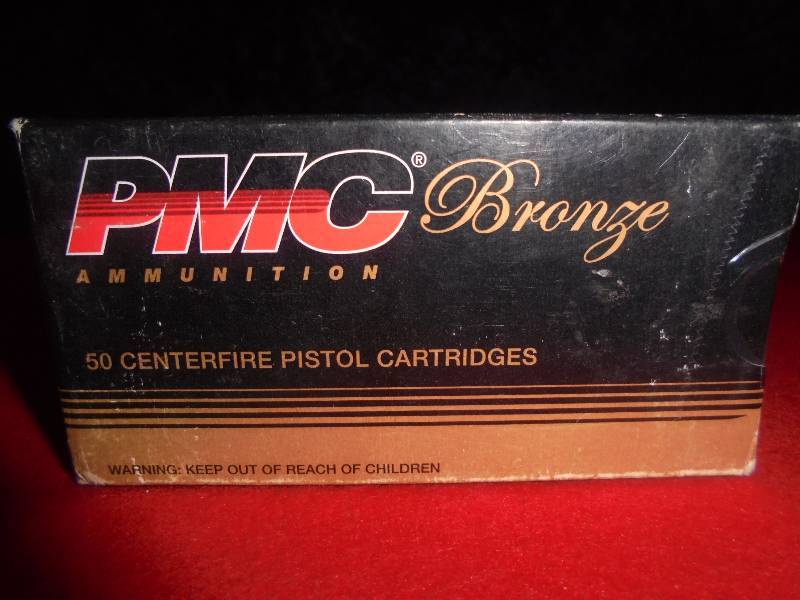 PMC® Bronze
AMMUNITION
50 CENTERFIRE PISTOL CARTRIDGES
WARNING: KEEP OUT OF REACH OF CHILDREN